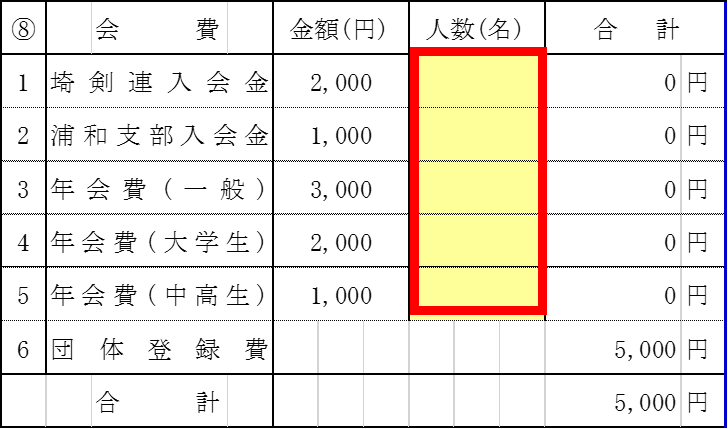 ⑧ 会費 金額(円) 人数(名) 合計
1 埼剣連入会金 2,000 0 円
2 浦和支部入会金 1,000 0 円
3 年会費(一般) 3,000 0 円
4 年会費(大学生) 2,000 0 円
5 年会費(中高生) 1,000 0 円
6 団体登録費 5,000 円
合計 5,000 円